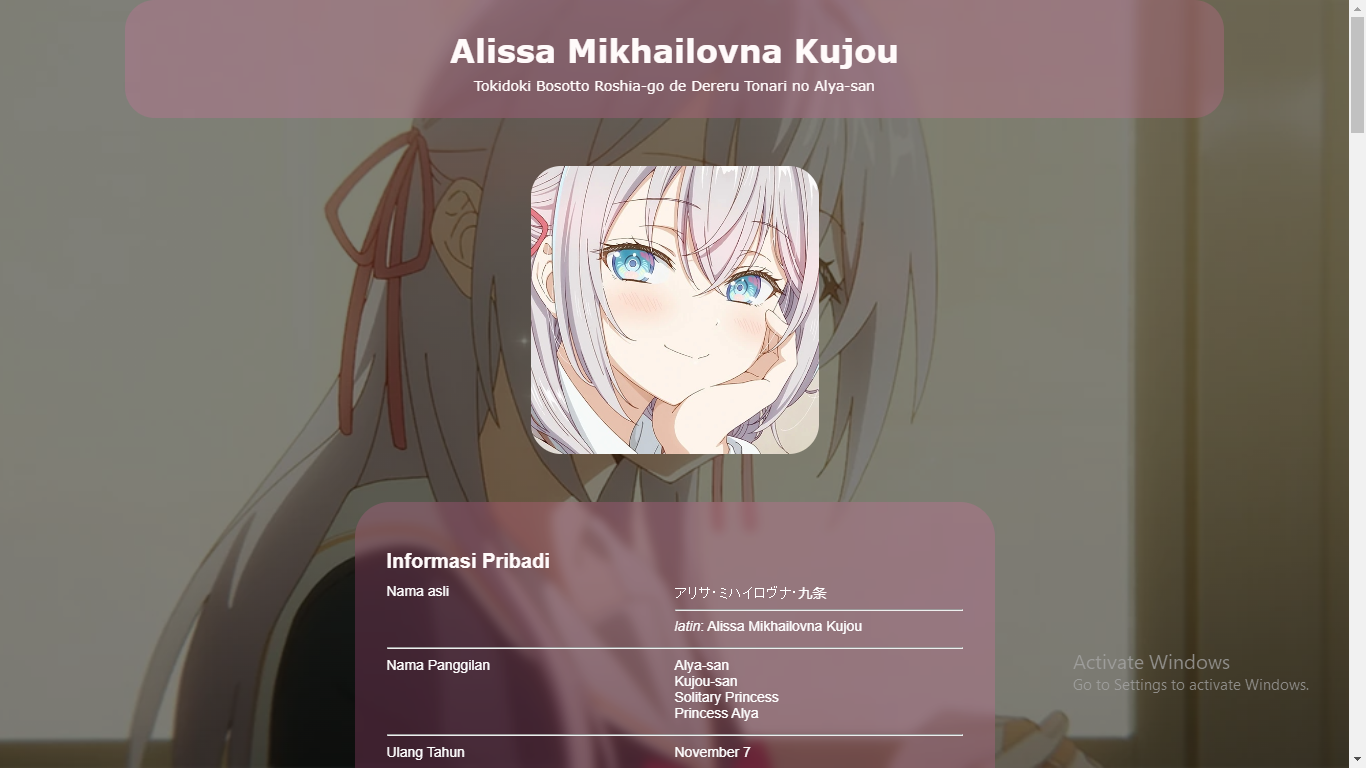 Alissa Mikhailovna Kujou
Tokidoki Bosotto Roshia-go de Dereru Tonari no Alya-san
Informasi Pribadi
Nama asli
アリサ・ミハイロヴナ・九条
latin: Alissa Mikhailovna Kujou
Nama Panggilan
Alya-san
Kujou-san
Solitary Princess
Princess Alya
Ulang Tahun
November 7
Activate Windows
Go to Settings to activate Windows.